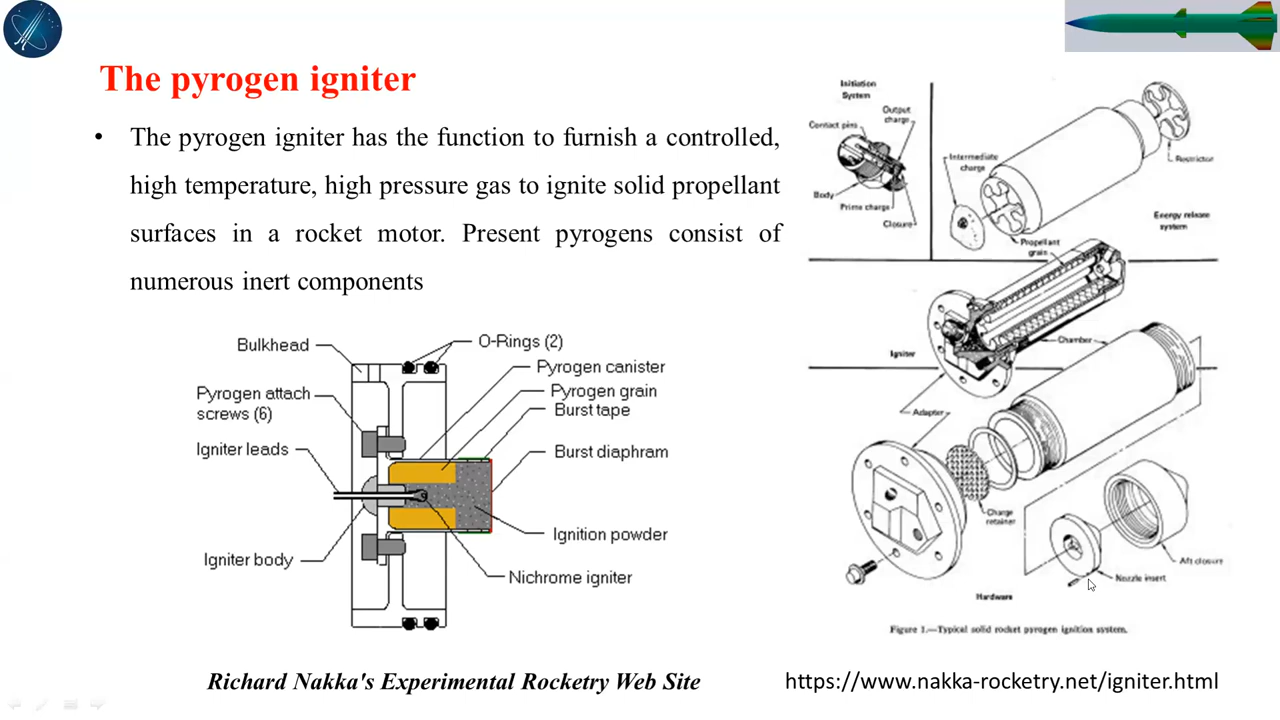 The pyrogen igniter
• The pyrogen igniter has the function to furnish a controlled,
high temperature, high pressure gas to ignite solid propellant
surfaces in a rocket motor. Present pyrogens consist of
numerous inert components
Bulkhead
O-Rings (2)
Pyrogen canister
Pyrogen attach
screws (6)
Pyrogen grain
Burst tape
Igniter leads
Burst diaphram
Ignition powder
Igniter body
Nichrome igniter
Initiation
System
Output
charge
Contact pins
Body
Prime charge
Closure
Intermediate
charge
Restrictor
Energy release
system
Propellant
grain
Igniter
Chamber
Adapter
Charge
retainer
Aft closure
Nozzle insert
Hardware
Figure 1.—Typical solid rocket pyrogen ignition system.
Richard Nakka's Experimental Rocketry Web Site
https://www.nakka-rocketry.net/igniter.html